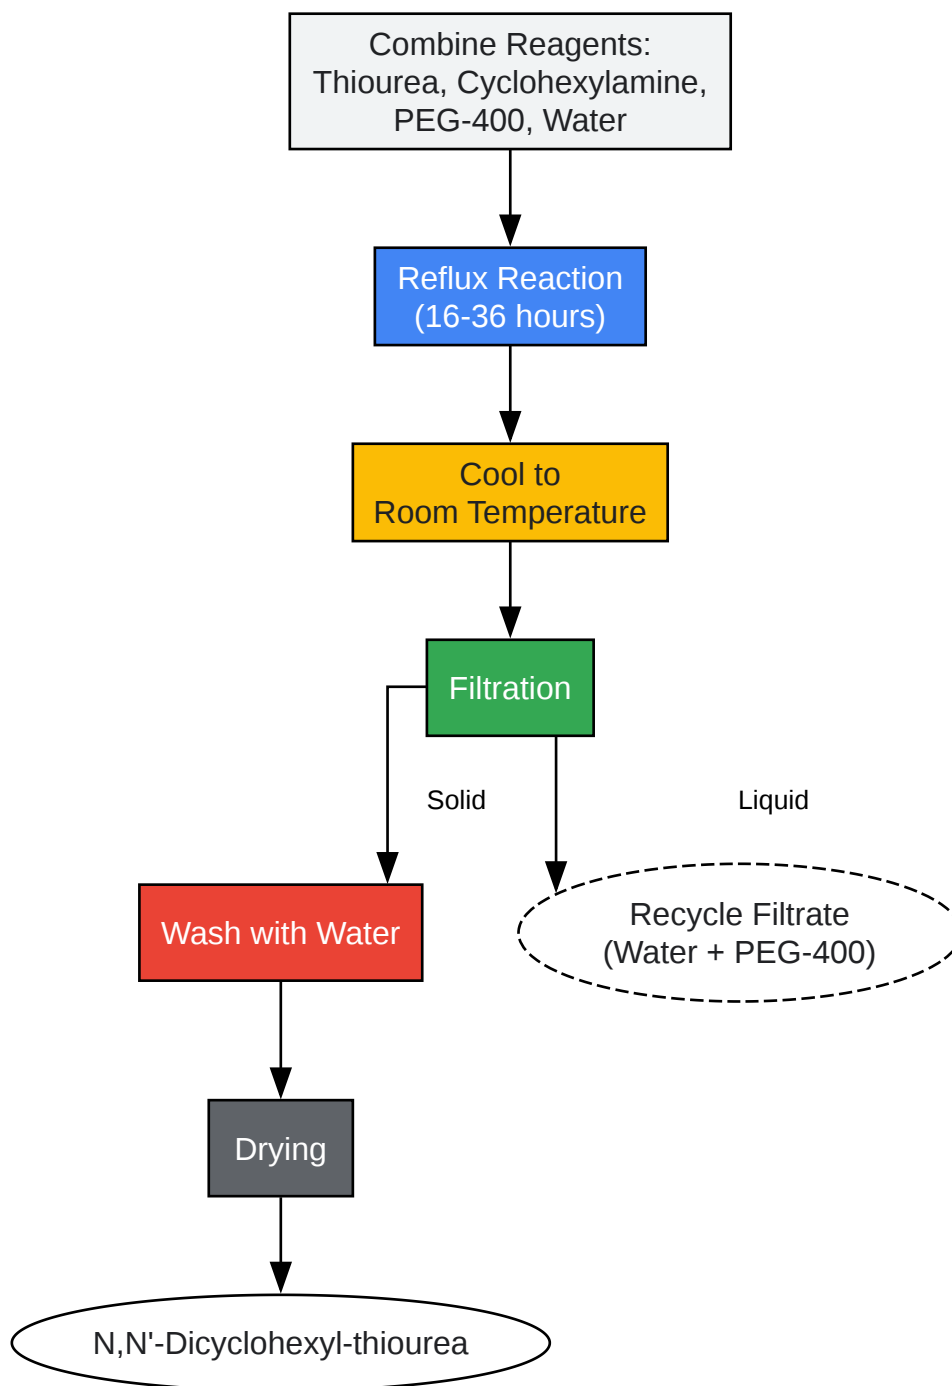 Combine Reagents:
Thiourea, Cyclohexylamine,
PEG-400, Water
Reflux Reaction
(16-36 hours)
Cool to
Room Temperature
Filtration
Solid
Liquid
Wash with Water
Recycle Filtrate
(Water + PEG-400)
Drying
N,N'-Dicyclohexyl-thiourea